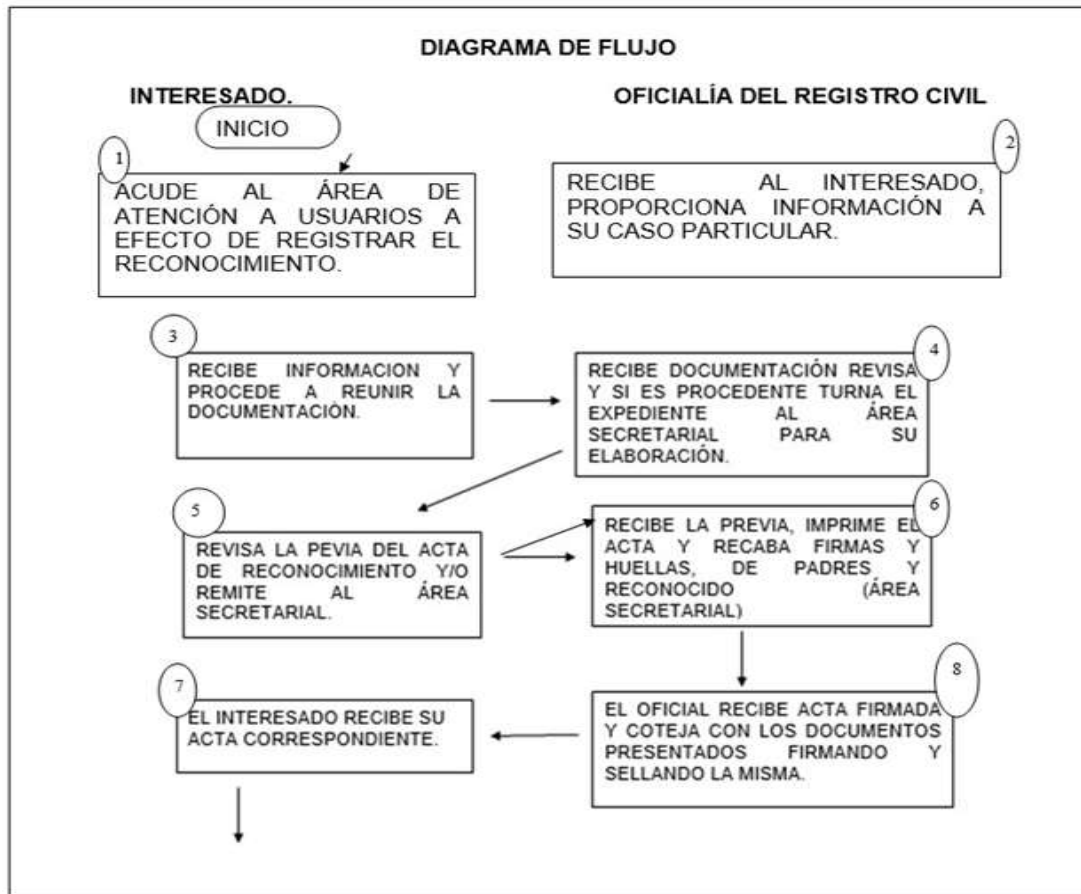 DIAGRAMA DE FLUJO
INTERESADO.
OFICIALÍA DEL REGISTRO CIVIL
INICIO
1
ACUDE AL ÁREA DE
ATENCIÓN A USUARIOS A
EFECTO DE REGISTRAR EL
RECONOCIMIENTO.
2
RECIBE AL INTERESADO,
PROPORCIONA INFORMACIÓN A
SU CASO PARTICULAR.
3
RECIBE INFORMACION Y
PROCEDE A REUNIR LA
DOCUMENTACIÓN.
4
RECIBE DOCUMENTACIÓN REVISA
Y SI ES PROCEDENTE TURNA EL
EXPEDIENTE AL ÁREA
SECRETARIAL PARA SU
ELABORACIÓN.
5
REVISA LA PEVIA DEL ACTA
DE RECONOCIMIENTO Y/O
REMITE AL ÁREA
SECRETARIAL.
6
RECIBE LA PREVIA, IMPRIME EL
ACTA Y RECABA FIRMAS Y
HUELLAS, DE PADRES Y
RECONOCIDO (ÁREA
SECRETARIAL)
7
EL INTERESADO RECIBE SU
ACTA CORRESPONDIENTE.
8
EL OFICIAL RECIBE ACTA FIRMADA
Y COTEJA CON LOS DOCUMENTOS
PRESENTADOS FIRMANDO Y
SELLANDO LA MISMA.